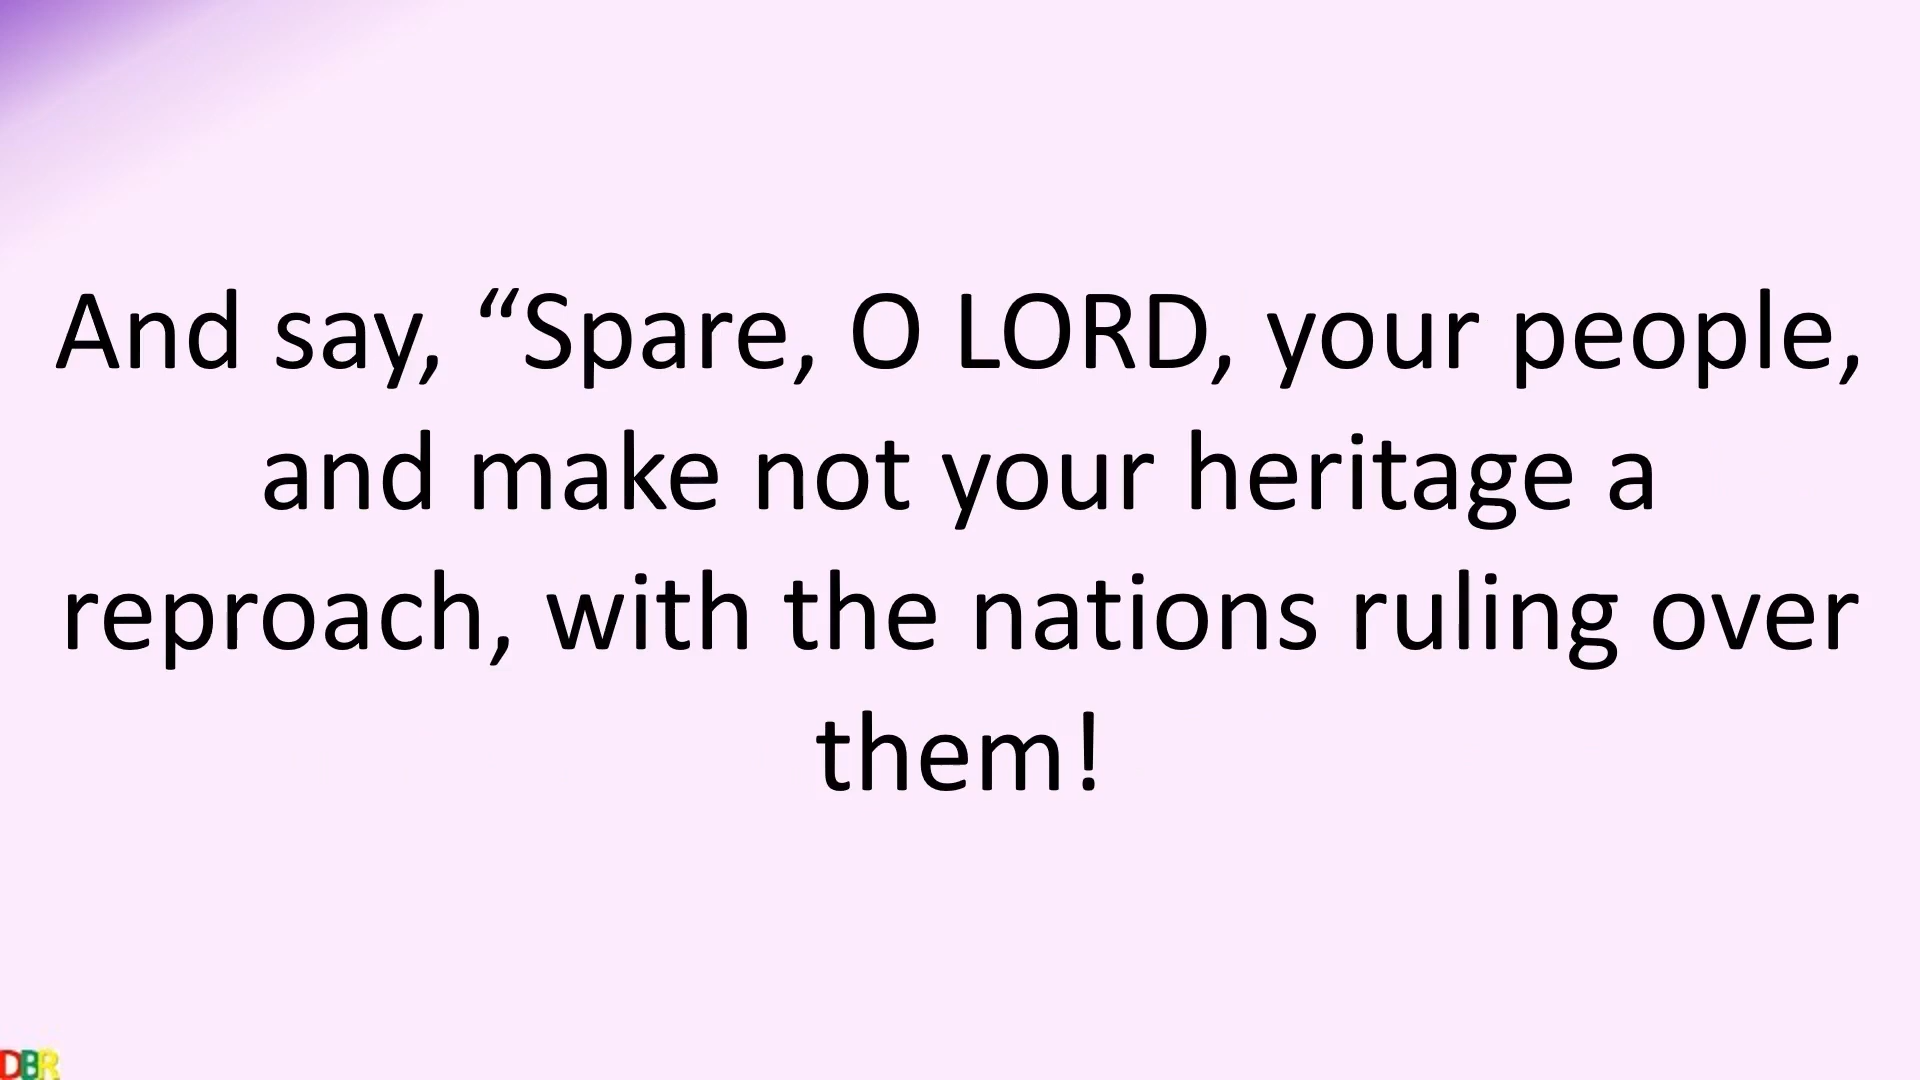 And say, “Spare, O LORD, your people,
and make not your heritage a
reproach, with the nations ruling over
them!
DBR